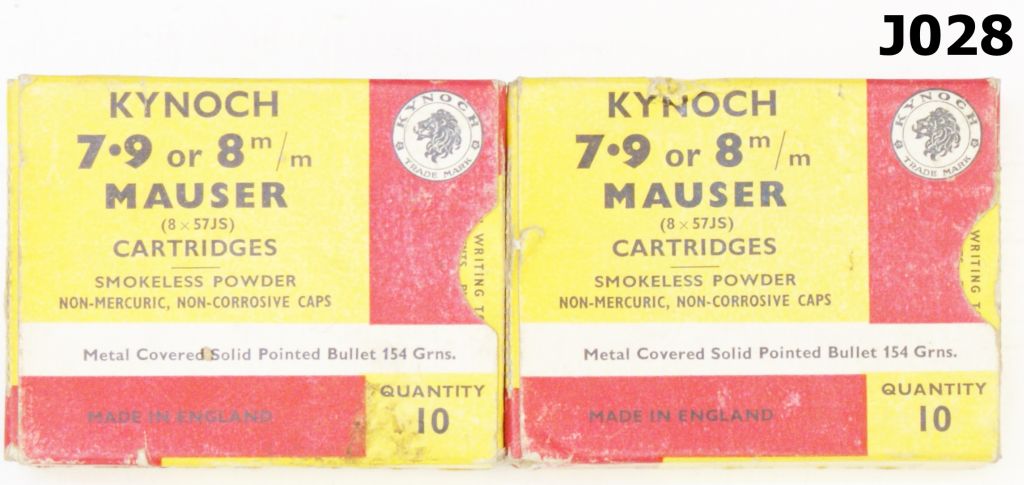 J028
KYNOCH
7·9 or 8 m/m
MAUSER
(8 × 57JS)
CARTRIDGES
SMOKELESS POWDER
NON-MERCURIC, NON-CORROSIVE CAPS
KYNOCH
TRADE MARK
WRITING
Metal Covered Solid Pointed Bullet 154 Grns.
MADE IN ENGLAND
QUANTITY
10
KYNOCH
7·9 or 8 m/m
MAUSER
(8 × 57JS)
CARTRIDGES
SMOKELESS POWDER
NON-MERCURIC, NON-CORROSIVE CAPS
KYNOCH
TRADE MARK
WRITING
Metal Covered Solid Pointed Bullet 154 Grns.
MADE IN ENGLAND
QUANTITY
10